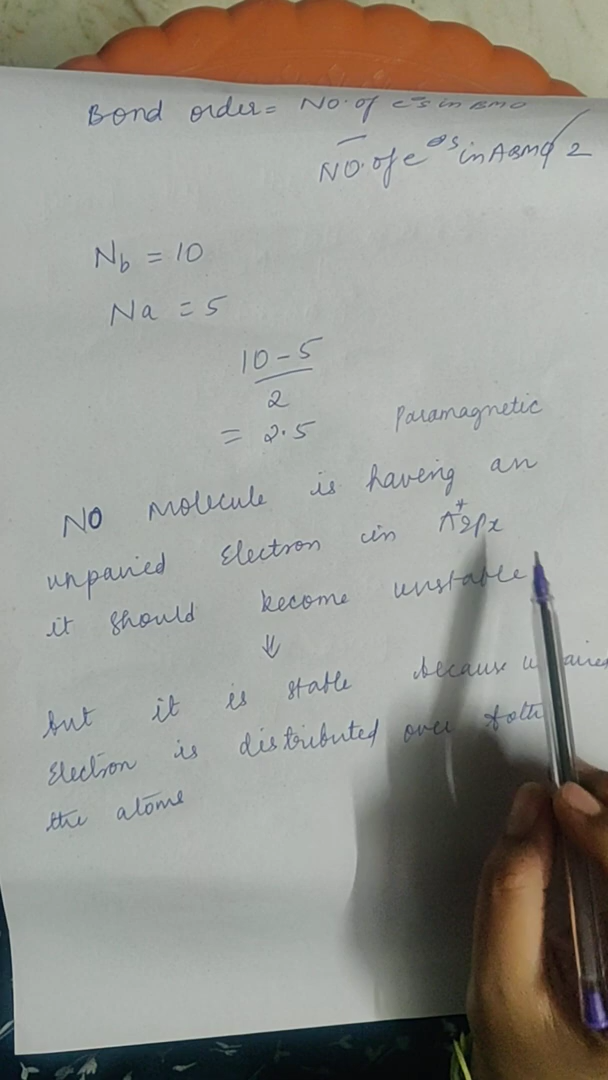 Bond order = No. of e⁻s in BMO
— No. of e⁻s in ABMO / 2
Nb = 10
Na = 5
10 - 5
2
= 2.5 Paramagnetic
NO molecule is having an
unpaired Electron in π*2px
it should become unstable
⇓
but it is stable because
Electron is distributed over both
the atoms